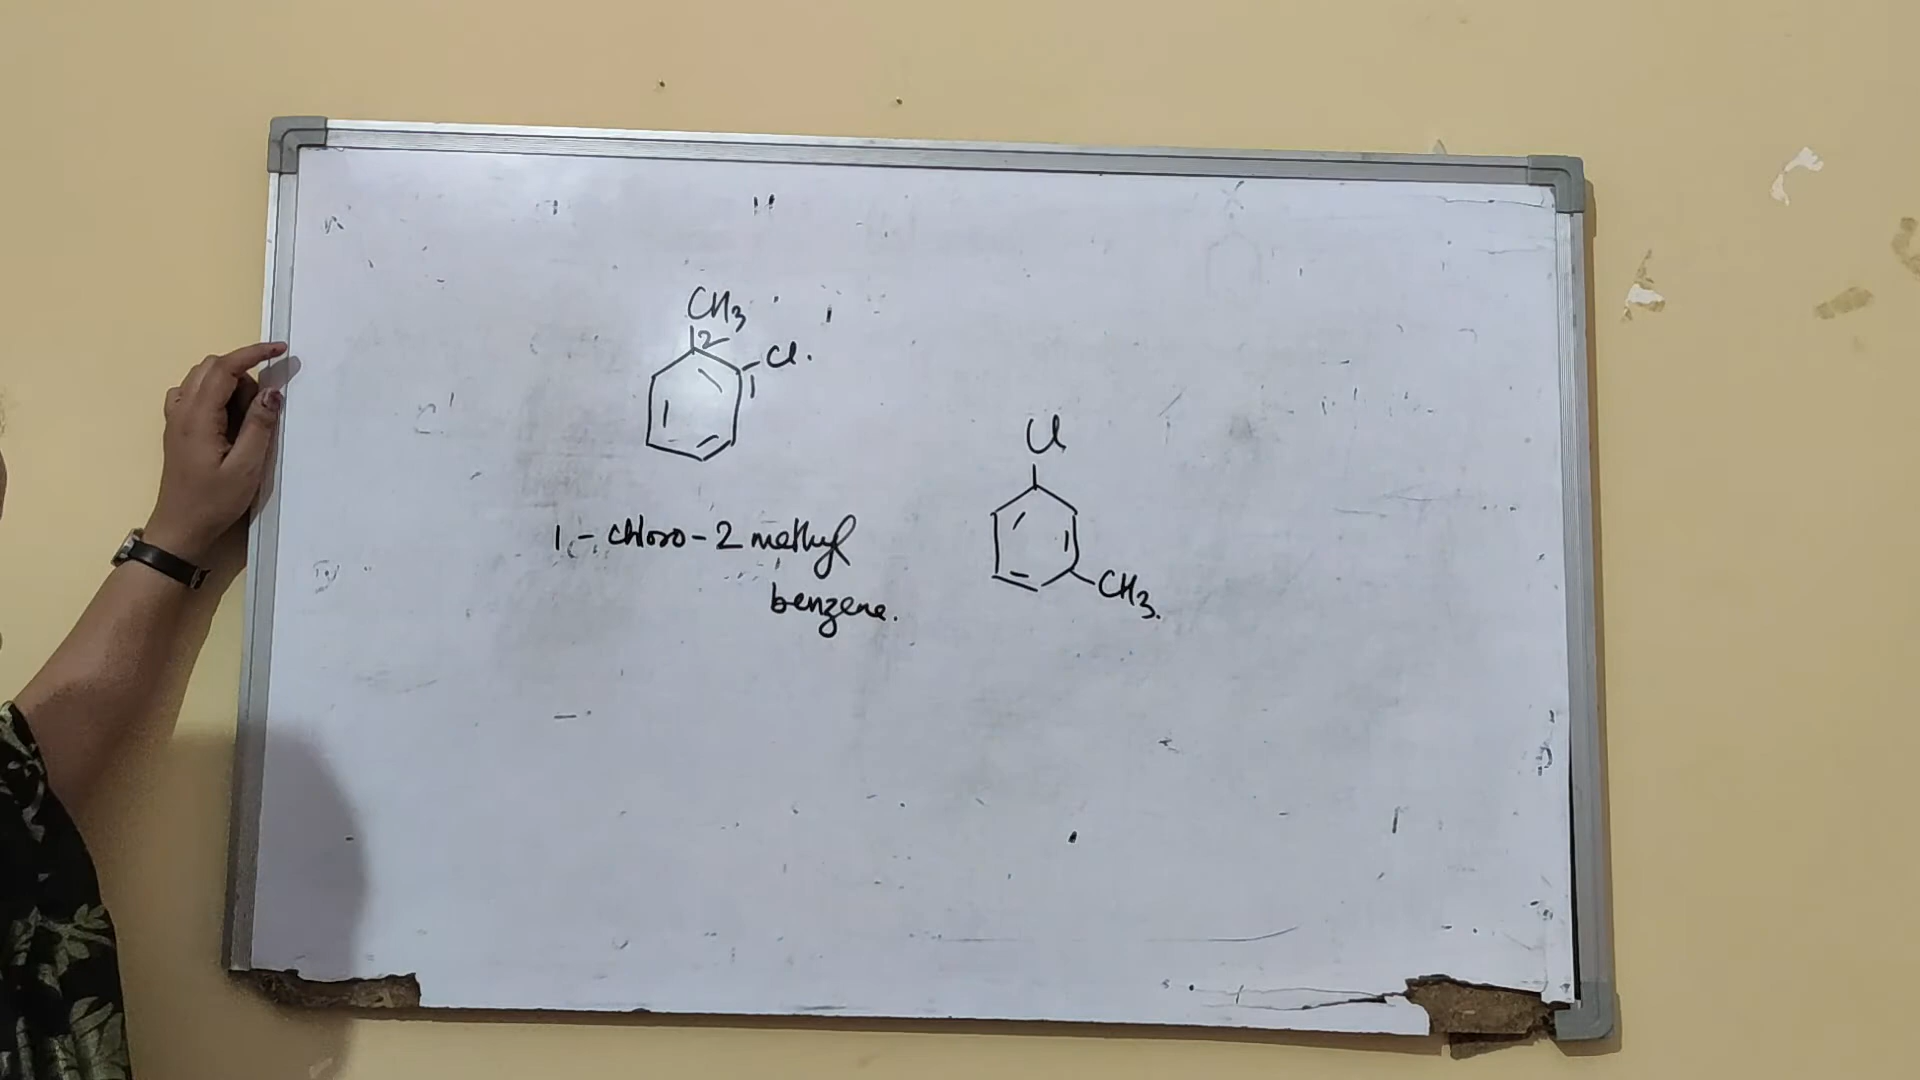 CH3
2
Cl.
1
1 - chloro - 2 methyl
benzene.
Cl
CH3.